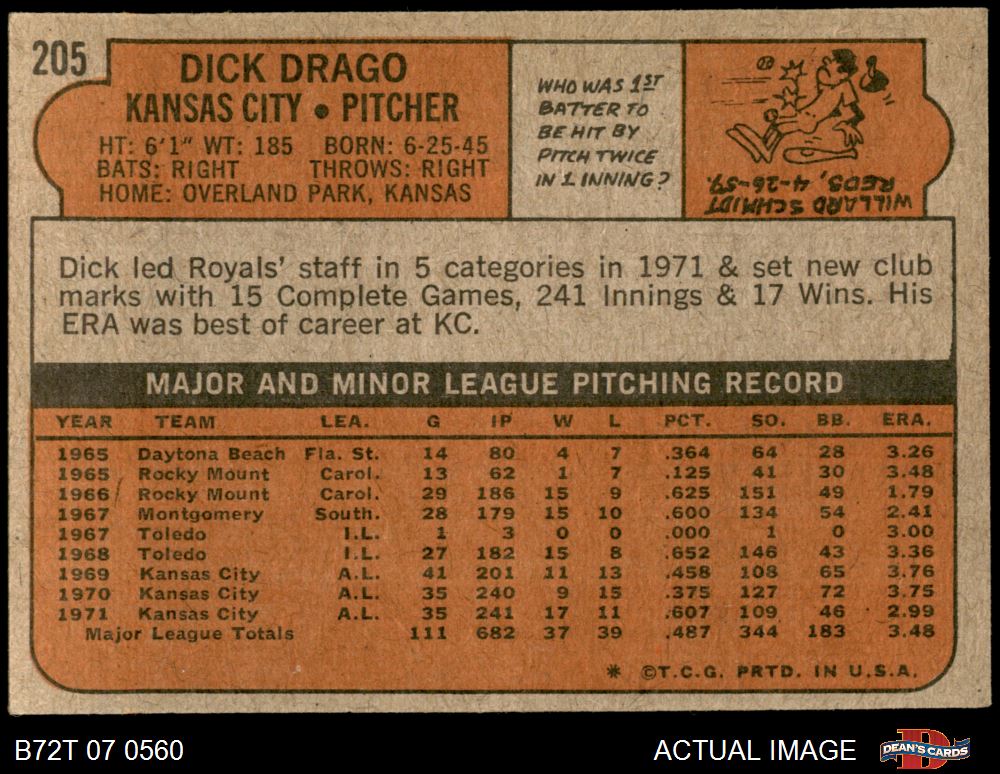 205
DICK DRAGO
KANSAS CITY • PITCHER
HT: 6'1" WT: 185 BORN: 6-25-45
BATS: RIGHT THROWS: RIGHT
HOME: OVERLAND PARK, KANSAS
WHO WAS 1ST
BATTER TO
BE HIT BY
PITCH TWICE
IN 1 INNING?
WILLARD SCHMIDT
REDS, 4-26-59.
Dick led Royals' staff in 5 categories in 1971 & set new club
marks with 15 Complete Games, 241 Innings & 17 Wins. His
ERA was best of career at KC.
MAJOR AND MINOR LEAGUE PITCHING RECORD
YEAR TEAM LEA. G IP W L PCT. SO. BB. ERA.
1965 Daytona Beach Fla. St. 14 80 4 7 .364 64 28 3.26
1965 Rocky Mount Carol. 13 62 1 7 .125 41 30 3.48
1966 Rocky Mount Carol. 29 186 15 9 .625 151 49 1.79
1967 Montgomery South. 28 179 15 10 .600 134 54 2.41
1967 Toledo I.L. 1 3 0 0 .000 1 0 3.00
1968 Toledo I.L. 27 182 15 8 .652 146 43 3.36
1969 Kansas City A.L. 41 201 11 13 .458 108 65 3.76
1970 Kansas City A.L. 35 240 9 15 .375 127 72 3.75
1971 Kansas City A.L. 35 241 17 11 .607 109 46 2.99
Major League Totals 111 682 37 39 .487 344 183 3.48
* ©T.C.G. PRTD. IN U.S.A.
B72T 07 0560
ACTUAL IMAGE
DEAN'S CARDS